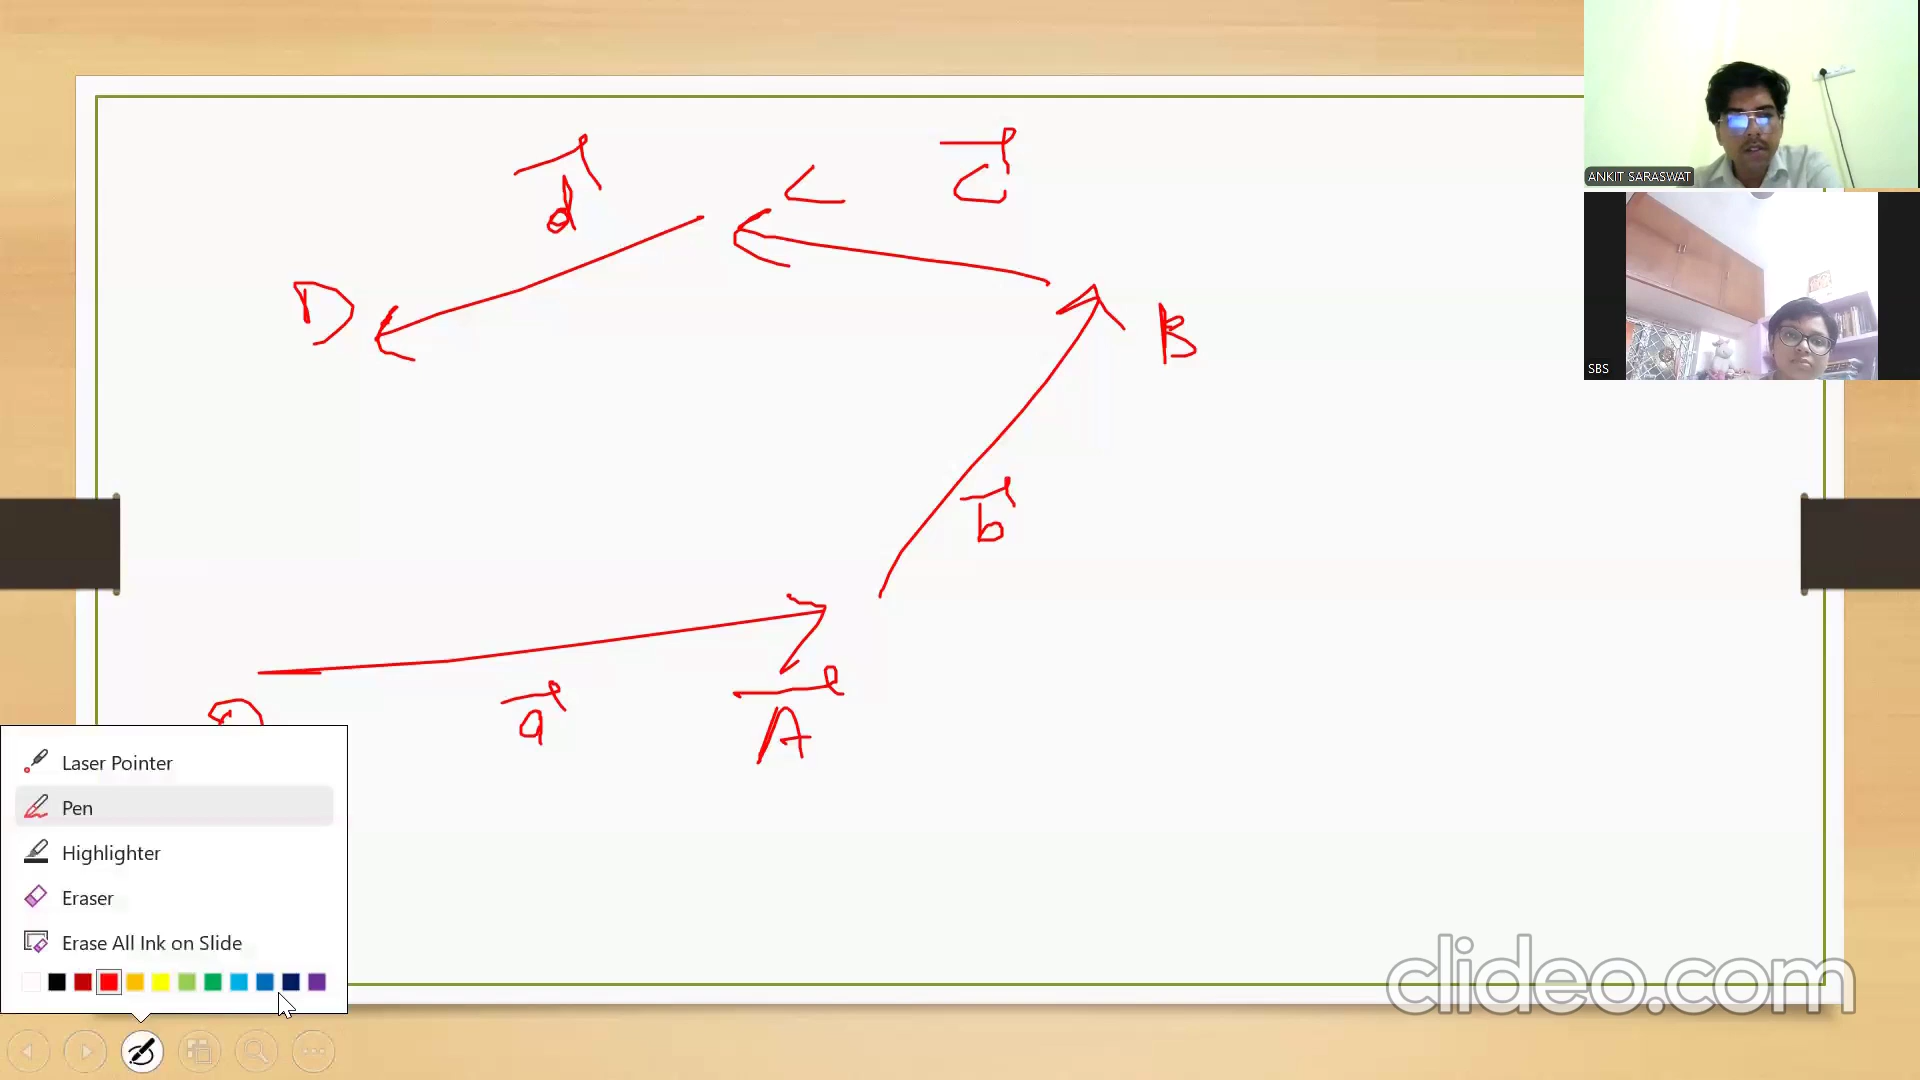 d
C
C
D
B
b
a
A
ANKIT SARASWAT
SBS
Laser Pointer
Pen
Highlighter
Eraser
Erase All Ink on Slide
clideo.com